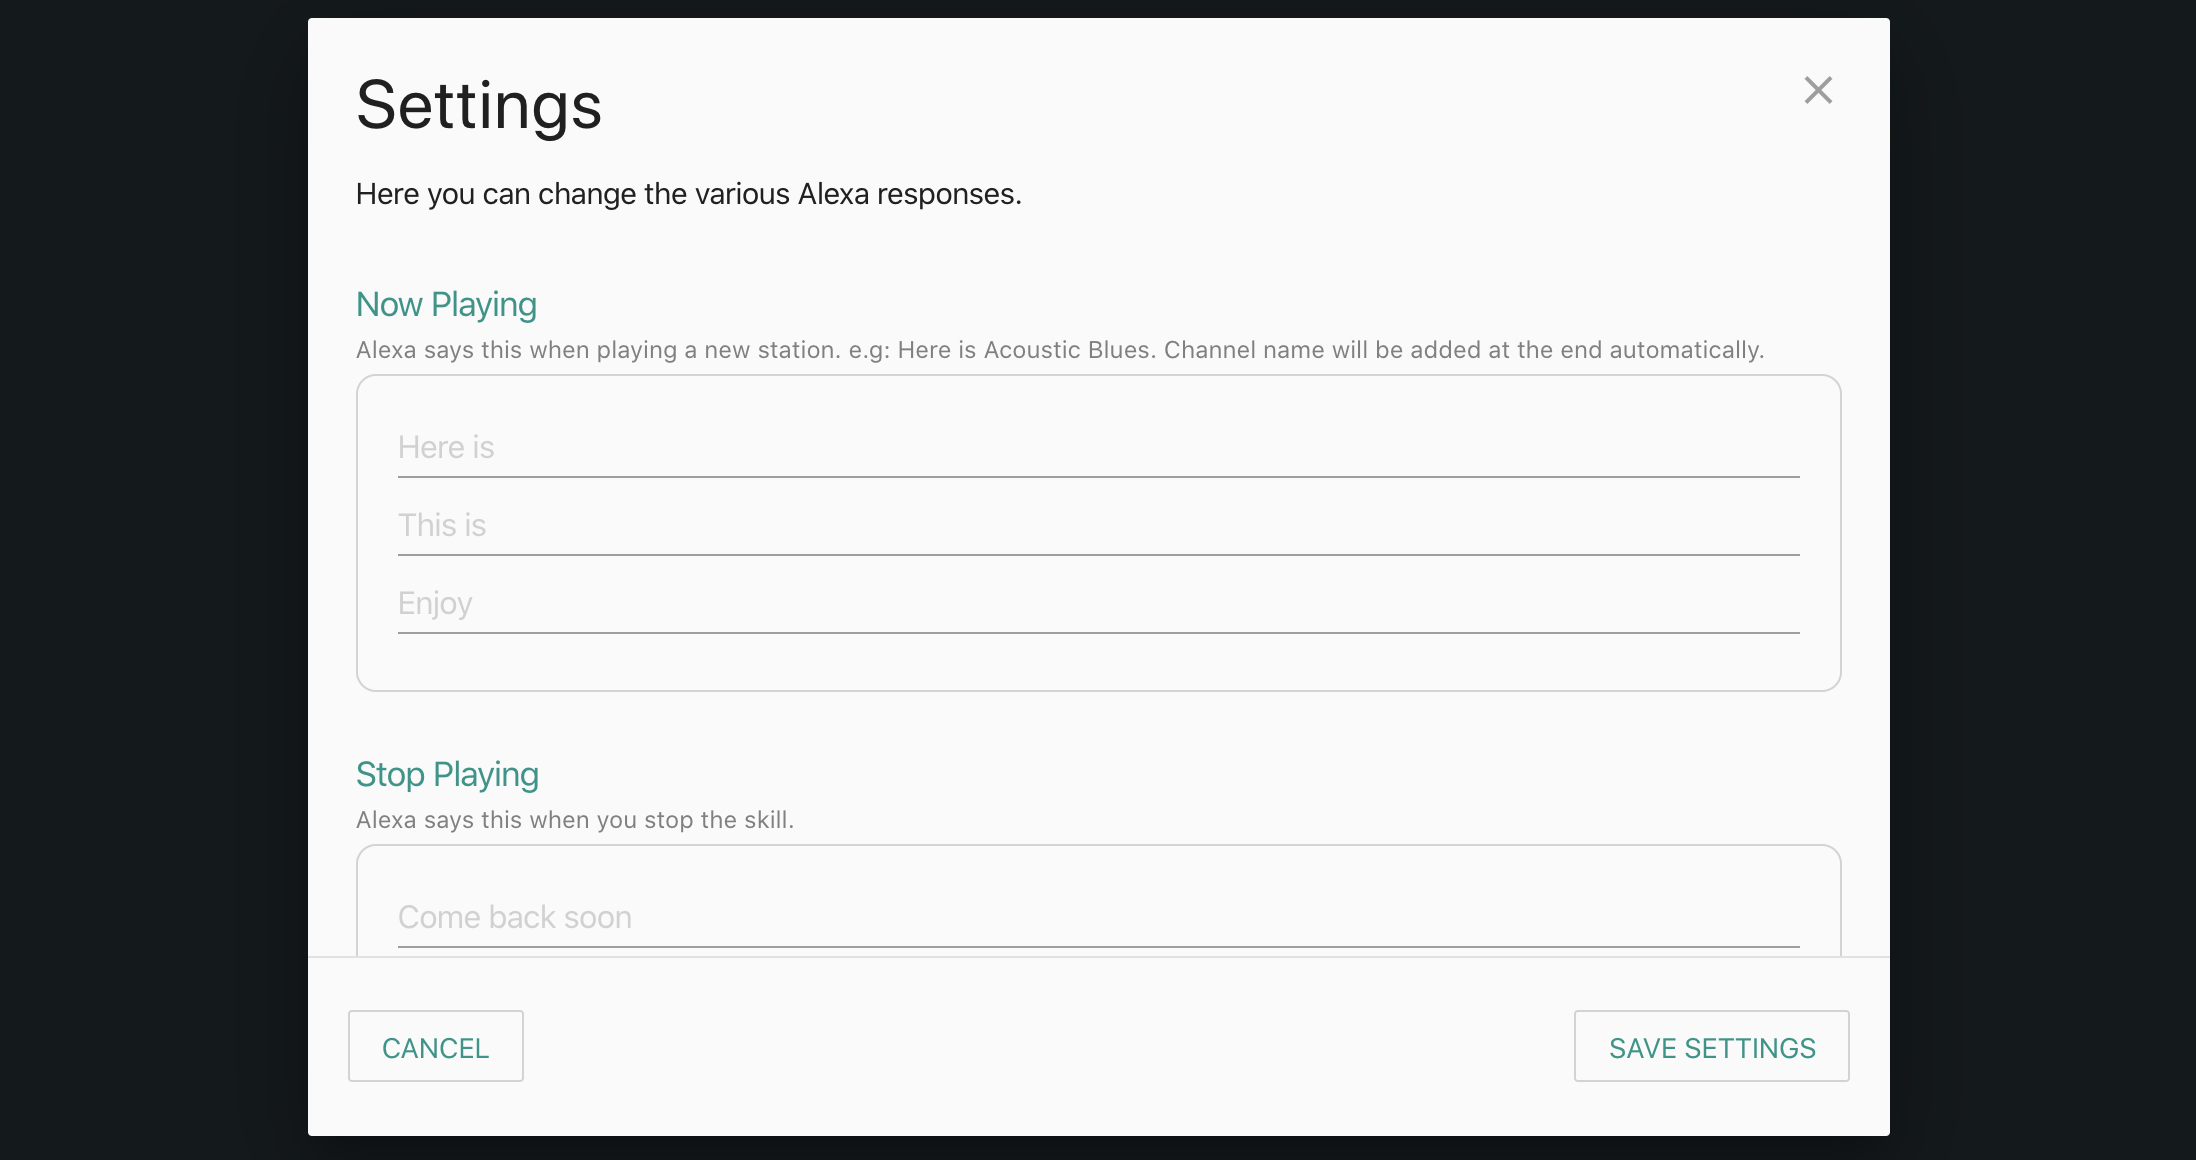 Settings
Here you can change the various Alexa responses.
Now Playing
Alexa says this when playing a new station. e.g: Here is Acoustic Blues. Channel name will be added at the end automatically.
Here is
This is
Enjoy
Stop Playing
Alexa says this when you stop the skill.
Come back soon
CANCEL
SAVE SETTINGS